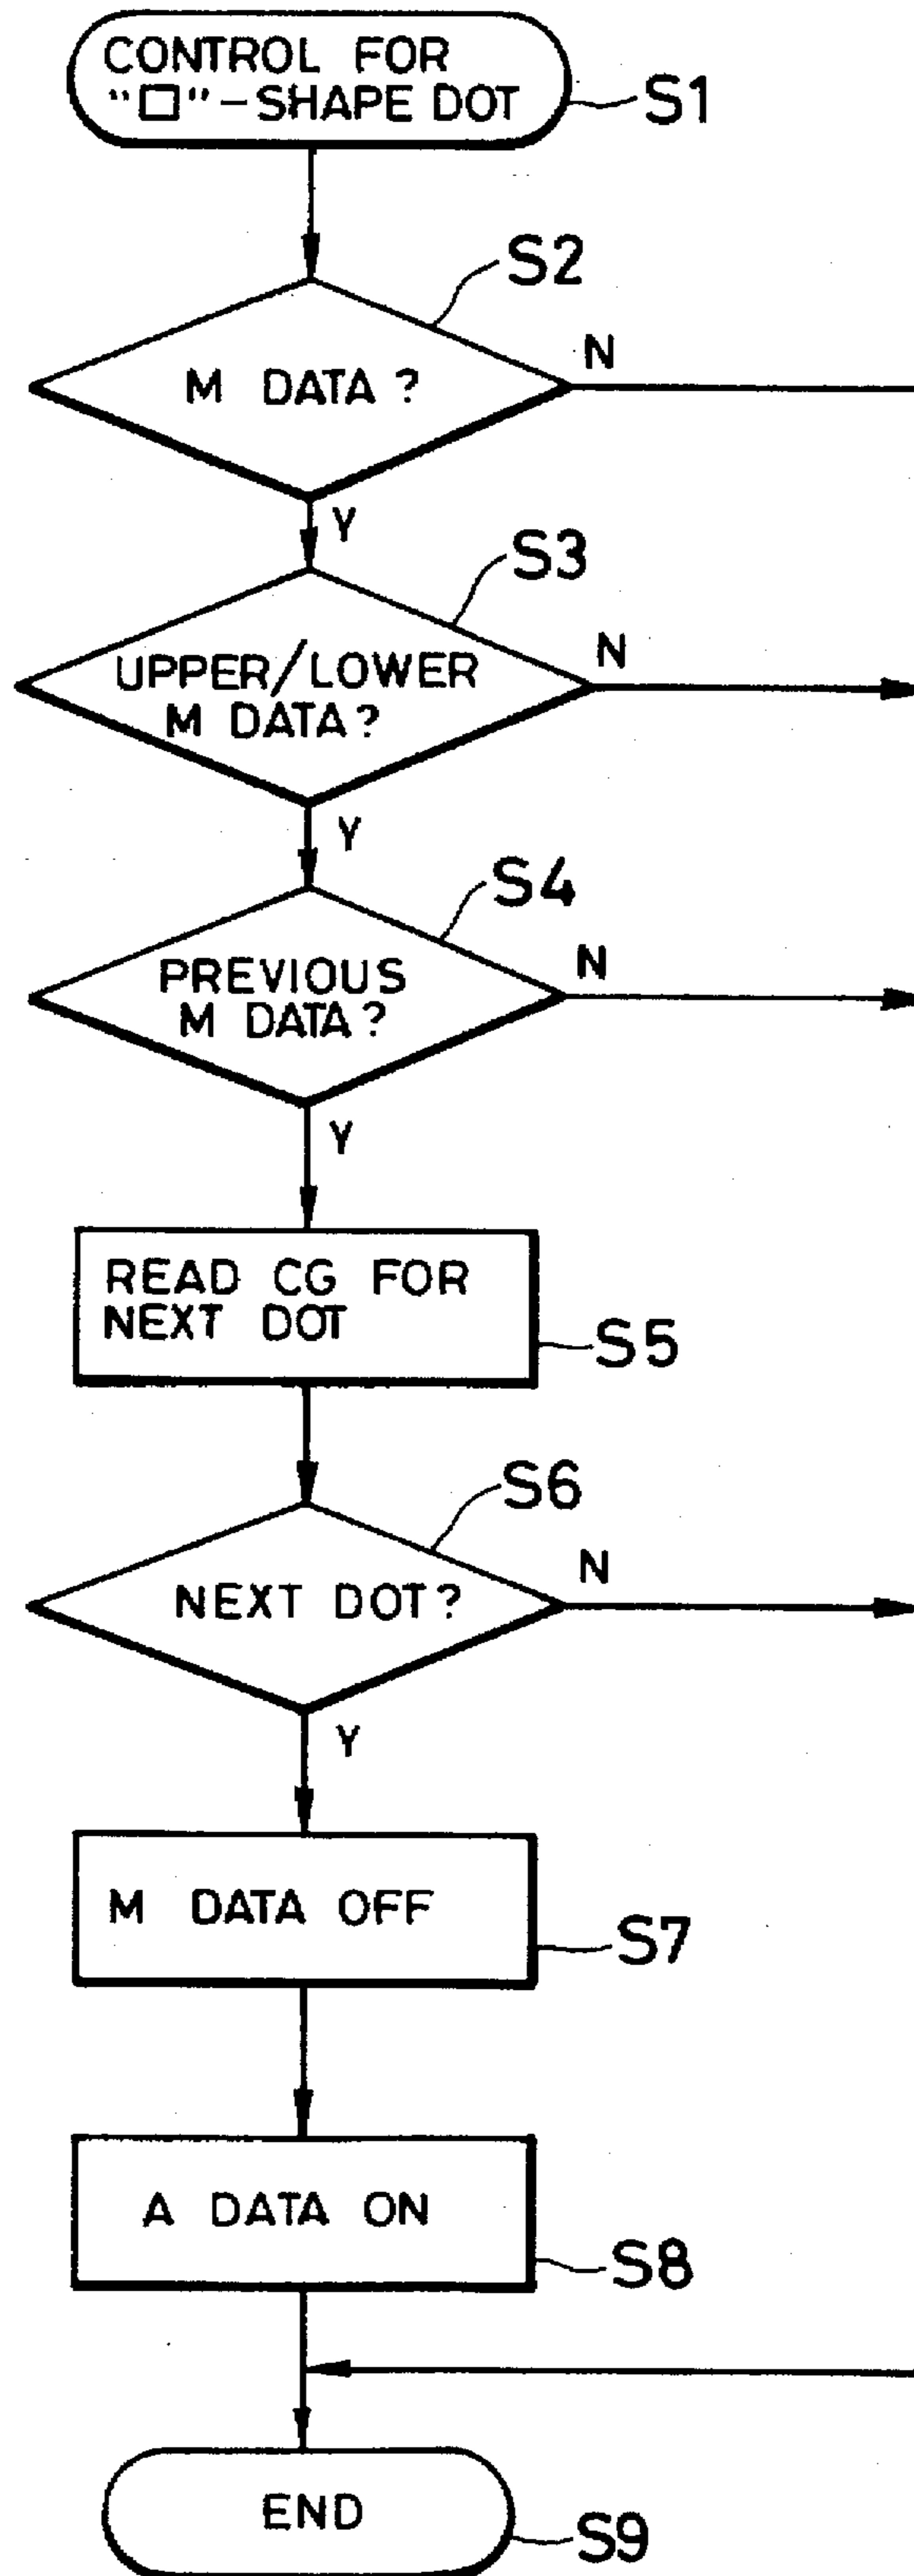 CONTROL FOR
"□"-SHAPE DOT
S1
S2
M DATA?
N
Y
S3
UPPER/LOWER
M DATA?
N
Y
S4
PREVIOUS
M DATA?
N
Y
READ CG FOR
NEXT DOT
S5
S6
NEXT DOT?
N
Y
M DATA OFF
S7
A DATA ON
S8
END
S9